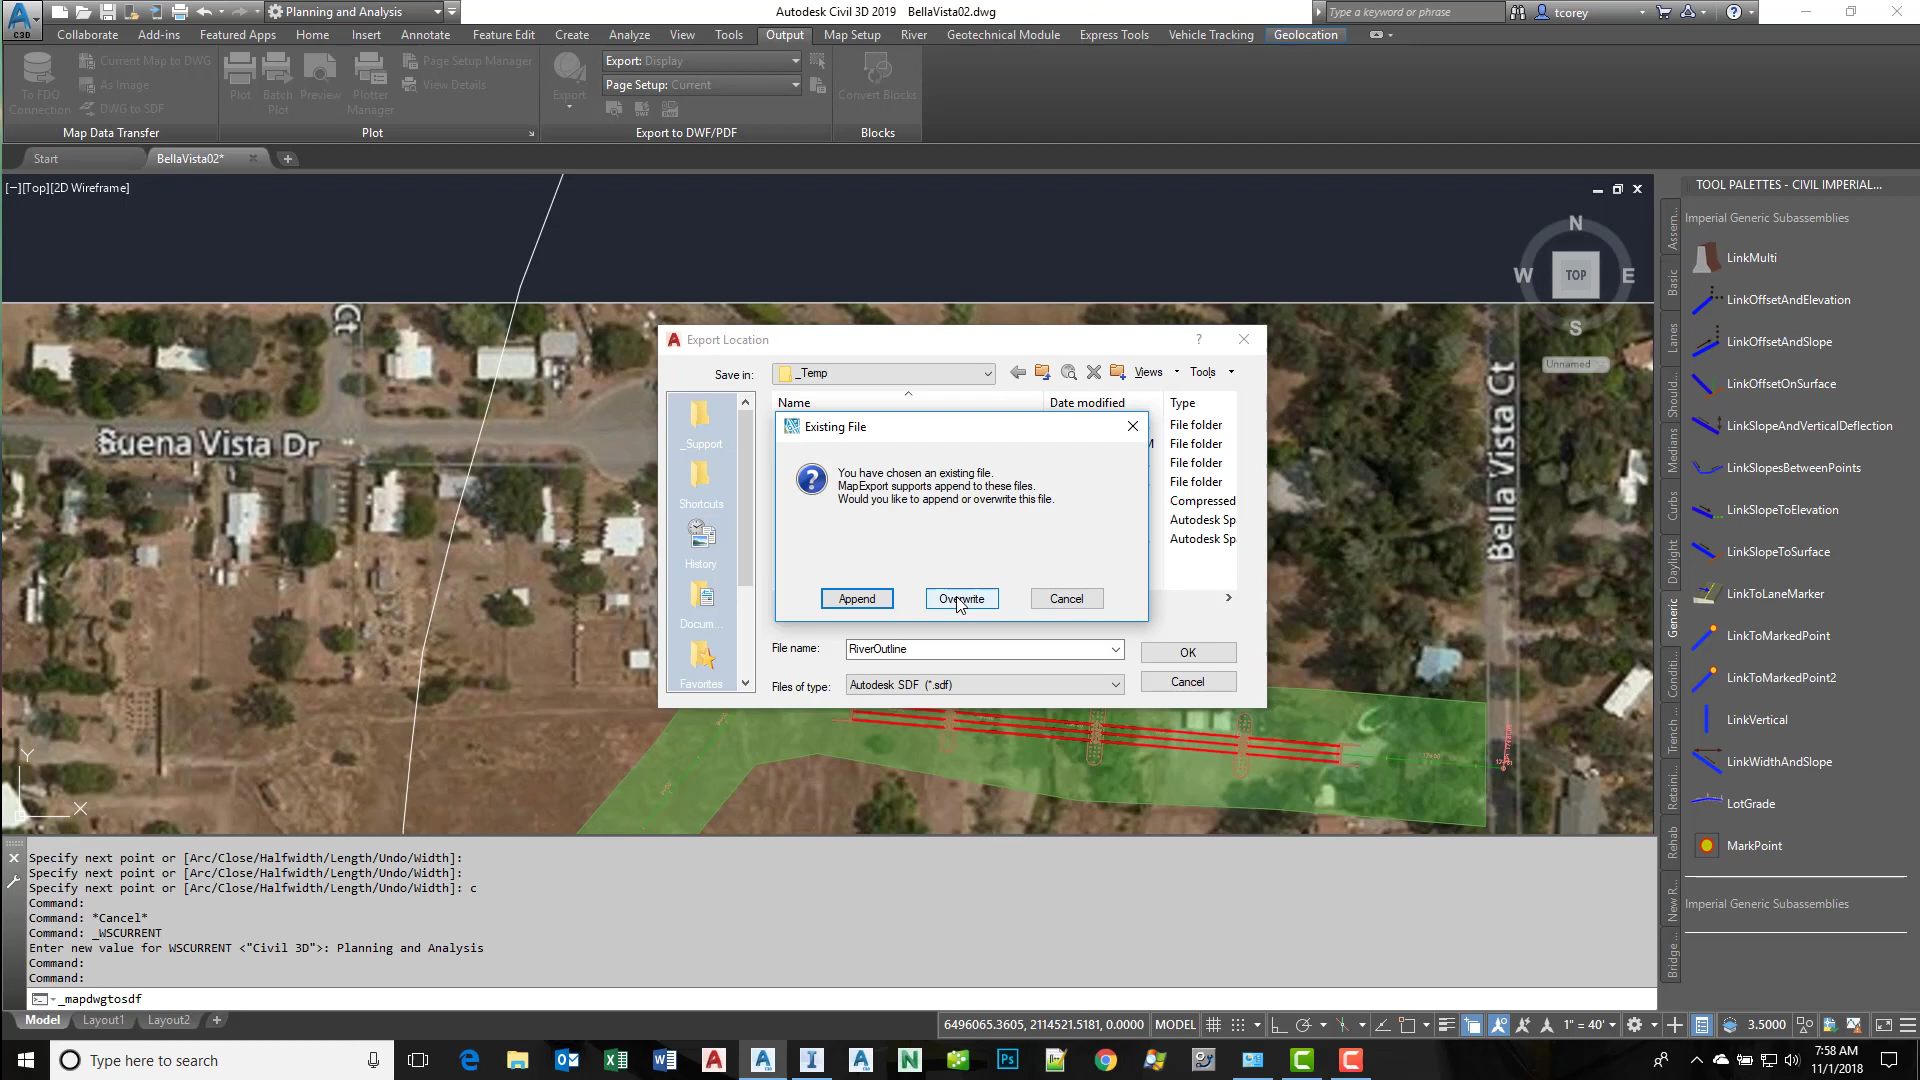 Planning and Analysis
Autodesk Civil 3D 2019 BellaVista02.dwg
Type a keyword or phrase
tcorey
C3D
Collaborate Add-ins Featured Apps Home Insert Annotate Feature Edit Create Analyze View Tools Output Map Setup River Geotechnical Module Express Tools Vehicle Tracking Geolocation
To FDO Connection
Current Map to DWG
As Image
DWG to SDF
Map Data Transfer
Plot
Batch Plot
Preview
Plotter Manager
Page Setup Manager
View Details
Plot
Export
Export: Display
Page Setup: Current
Export to DWF/PDF
Convert Blocks
Blocks
Start
BellaVista02*
[−][Top][2D Wireframe]
N
W TOP E
S
Unnamed
Ct
Buena Vista Dr
Bella Vista Ct
Export Location
Save in: _Temp
Views Tools
Name Date modified Type
_Support
Shortcuts
History
Docum...
Favorites
File folder
File folder
File folder
File folder
Compressed
Autodesk Sp
Autodesk Sp
Existing File
You have chosen an existing file.
MapExport supports append to these files.
Would you like to append or overwrite this file.
Append Overwrite Cancel
File name: RiverOutline
OK
Files of type: Autodesk SDF (*.sdf)
Cancel
Y
X
TOOL PALETTES - CIVIL IMPERIAL...
Imperial Generic Subassemblies
LinkMulti
LinkOffsetAndElevation
LinkOffsetAndSlope
LinkOffsetOnSurface
LinkSlopeAndVerticalDeflection
LinkSlopesBetweenPoints
LinkSlopeToElevation
LinkSlopeToSurface
LinkToLaneMarker
LinkToMarkedPoint
LinkToMarkedPoint2
LinkVertical
LinkWidthAndSlope
LotGrade
MarkPoint
Imperial Generic Subassemblies
Assem...
Basic
Lanes
Should...
Medians
Curbs
Daylight
Generic
Conditi...
Trench ...
Retaini...
Rehab
New R...
Bridge...
Specify next point or [Arc/Close/Halfwidth/Length/Undo/Width]:
Specify next point or [Arc/Close/Halfwidth/Length/Undo/Width]:
Specify next point or [Arc/Close/Halfwidth/Length/Undo/Width]: c
Command:
Command: *Cancel*
Command: _WSCURRENT
Enter new value for WSCURRENT <"Civil 3D">: Planning and Analysis
Command:
Command:
_mapdwgtosdf
Model Layout1 Layout2
6496065.3605, 2114521.5181, 0.0000 MODEL
1" = 40'
3.5000
Type here to search
7:58 AM
11/1/2018